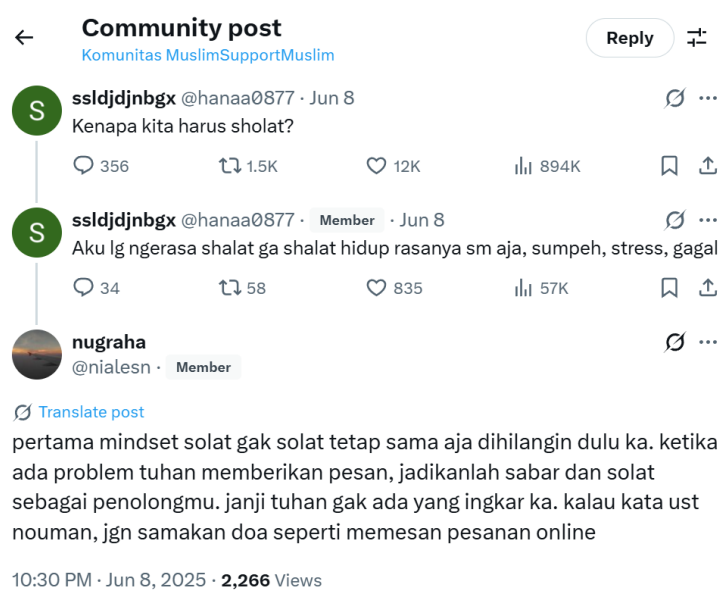 Community post
Komunitas MuslimSupportMuslim
Reply
S
ssldjdjnbgx @hanaa0877 · Jun 8
Kenapa kita harus sholat?
356 1.5K 12K 894K
S
ssldjdjnbgx @hanaa0877 · Member · Jun 8
Aku lg ngerasa shalat ga shalat hidup rasanya sm aja, sumpeh, stress, gagal
34 58 835 57K
nugraha
@nialesn · Member
Translate post
pertama mindset solat gak solat tetap sama aja dihilangin dulu ka. ketika
ada problem tuhan memberikan pesan, jadikanlah sabar dan solat
sebagai penolongmu. janji tuhan gak ada yang ingkar ka. kalau kata ust
nouman, jgn samakan doa seperti memesan pesanan online
10:30 PM · Jun 8, 2025 · 2,266 Views